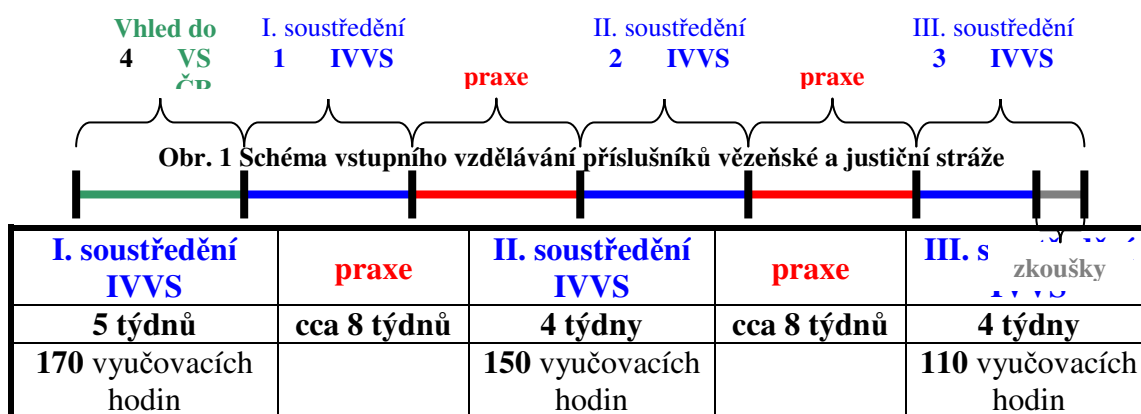 Vhled do
4 VS
ČR
I. soustředění
1 IVVS
praxe
II. soustředění
2 IVVS
praxe
III. soustředění
3 IVVS
Obr. 1 Schéma vstupního vzdělávání příslušníků vězeňské a justiční stráže
zkoušky
I. soustředění IVVS praxe II. soustředění IVVS praxe III.
5 týdnů cca 8 týdnů 4 týdny cca 8 týdnů 4 týdny
170 vyučovacích hodin 150 vyučovacích hodin 110 vyučovacích hodin